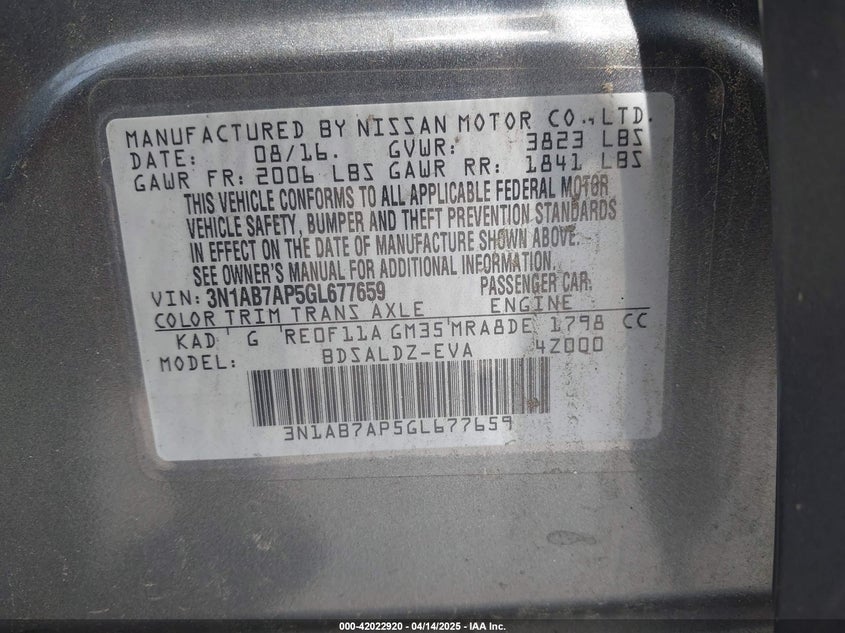 MANUFACTURED BY NISSAN MOTOR CO., LTD.
DATE: 08/16. GVWR: 3823 LBS
GAWR FR: 2006 LBS GAWR RR: 1841 LBS
THIS VEHICLE CONFORMS TO ALL APPLICABLE FEDERAL MOTOR
VEHICLE SAFETY, BUMPER AND THEFT PREVENTION STANDARDS
IN EFFECT ON THE DATE OF MANUFACTURE SHOWN ABOVE.
SEE OWNER'S MANUAL FOR ADDITIONAL INFORMATION.
VIN: 3N1AB7AP5GL677659 PASSENGER CAR.
COLOR TRIM TRANS AXLE ENGINE
KAD G RE0F11A GM35 MRA8DE 1798 CC
MODEL: BDSALDZ-EVA 4Z000
3N1AB7AP5GL677659
000-42022920 - 04/14/2025 - IAA Inc.